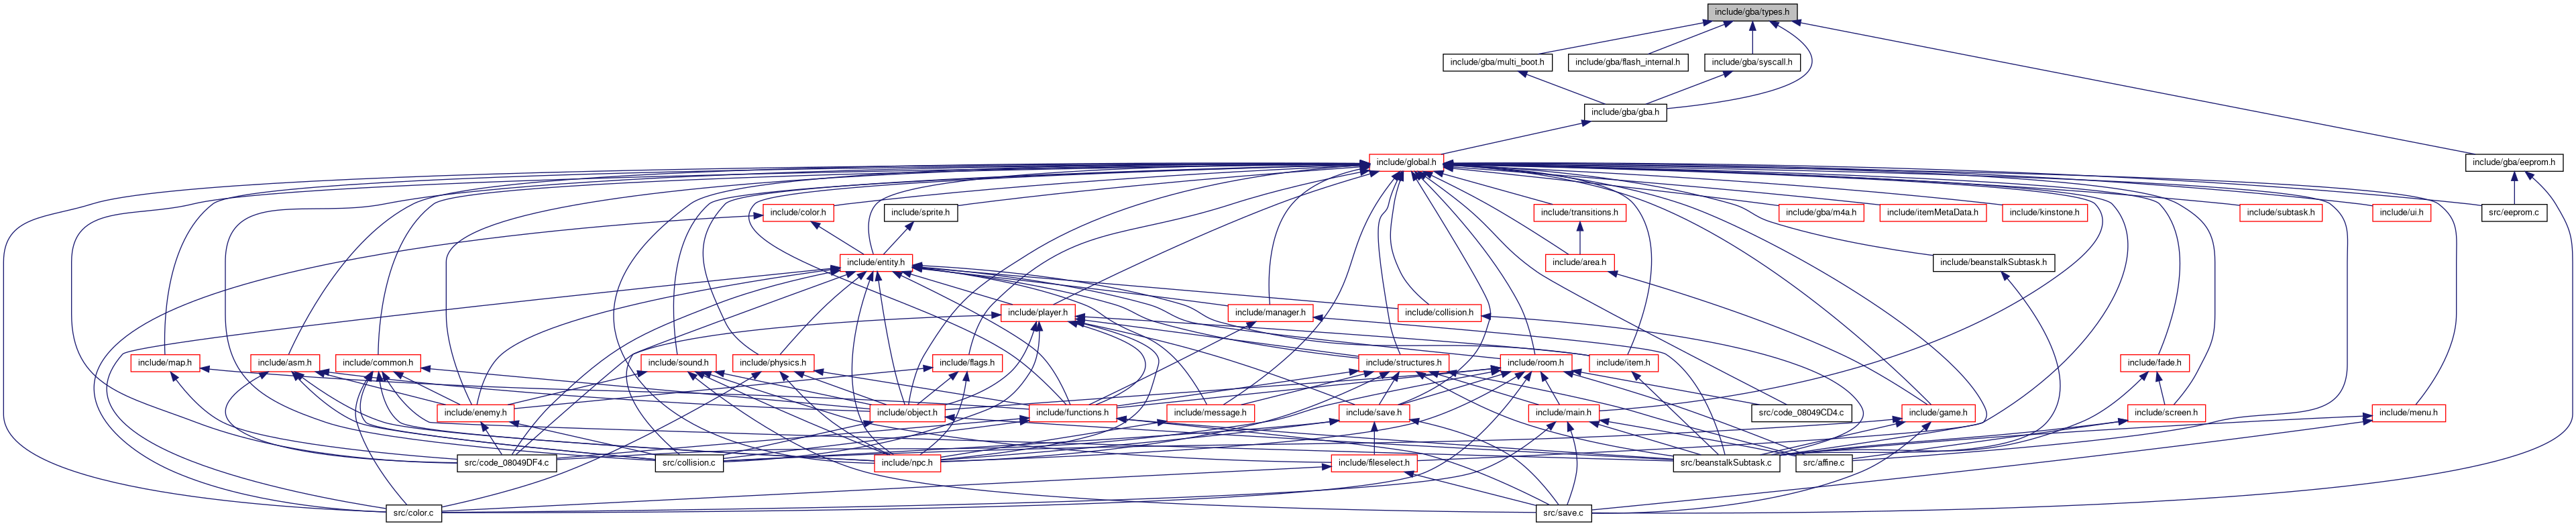 include/gba/types.h
include/gba/multi_boot.h
include/gba/flash_internal.h
include/gba/syscall.h
include/gba/gba.h
include/global.h
include/gba/eeprom.h
include/color.h
include/sprite.h
include/transitions.h
include/gba/m4a.h
include/itemMetaData.h
include/kinstone.h
include/subtask.h
include/ui.h
src/eeprom.c
include/entity.h
include/area.h
include/beanstalkSubtask.h
include/player.h
include/manager.h
include/collision.h
include/map.h
include/asm.h
include/common.h
include/sound.h
include/physics.h
include/flags.h
include/structures.h
include/room.h
include/item.h
include/fade.h
include/enemy.h
include/object.h
include/functions.h
include/message.h
include/save.h
include/main.h
src/code_08049CD4.c
include/game.h
include/screen.h
include/menu.h
src/code_08049DF4.c
src/collision.c
include/npc.h
include/fileselect.h
src/beanstalkSubtask.c
src/affine.c
src/color.c
src/save.c